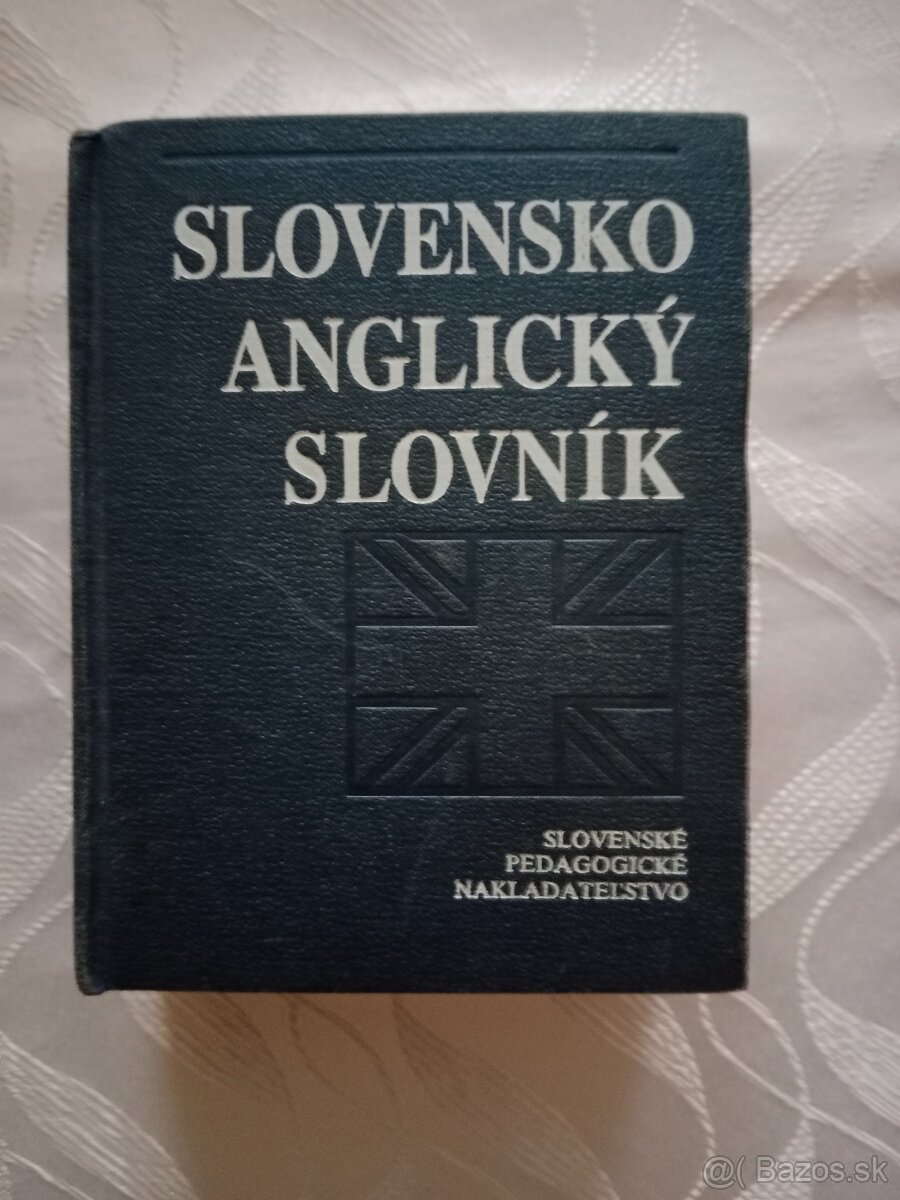 SLOVENSKO
ANGLICKÝ
SLOVNÍK
SLOVENSKÉ
PEDAGOGICKÉ
NAKLADATEĽSTVO
@( Bazos.sk